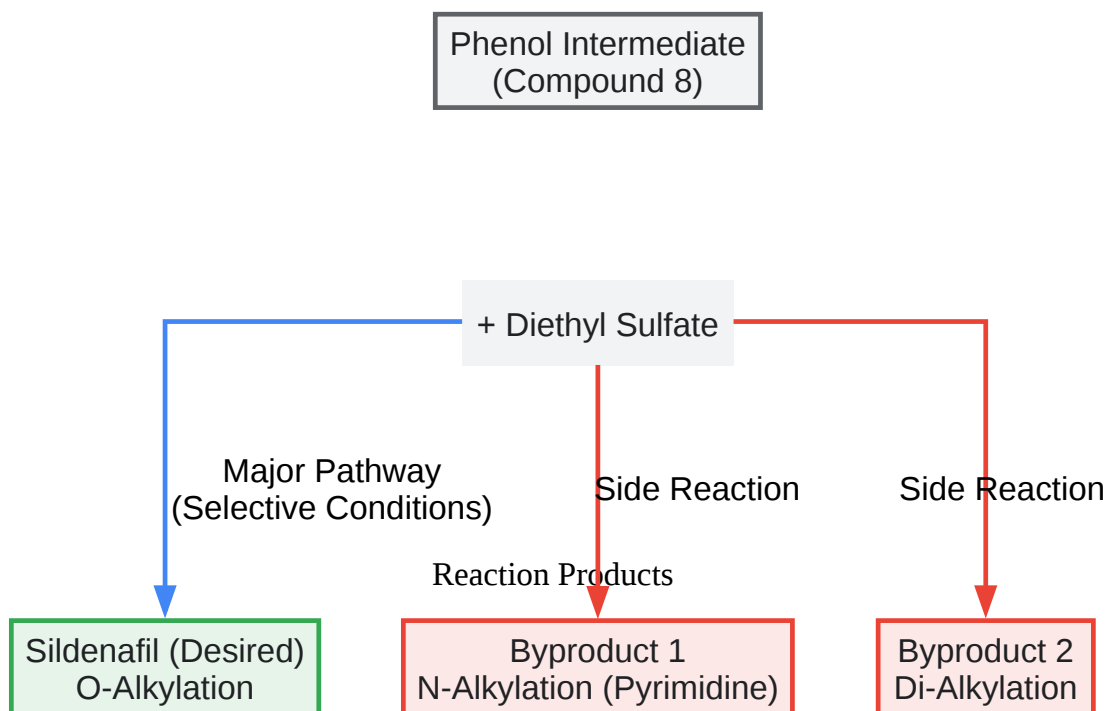 Phenol Intermediate
(Compound 8)
+ Diethyl Sulfate
Major Pathway
(Selective Conditions)
Side Reaction
Side Reaction
Reaction Products
Sildenafil (Desired)
O-Alkylation
Byproduct 1
N-Alkylation (Pyrimidine)
Byproduct 2
Di-Alkylation